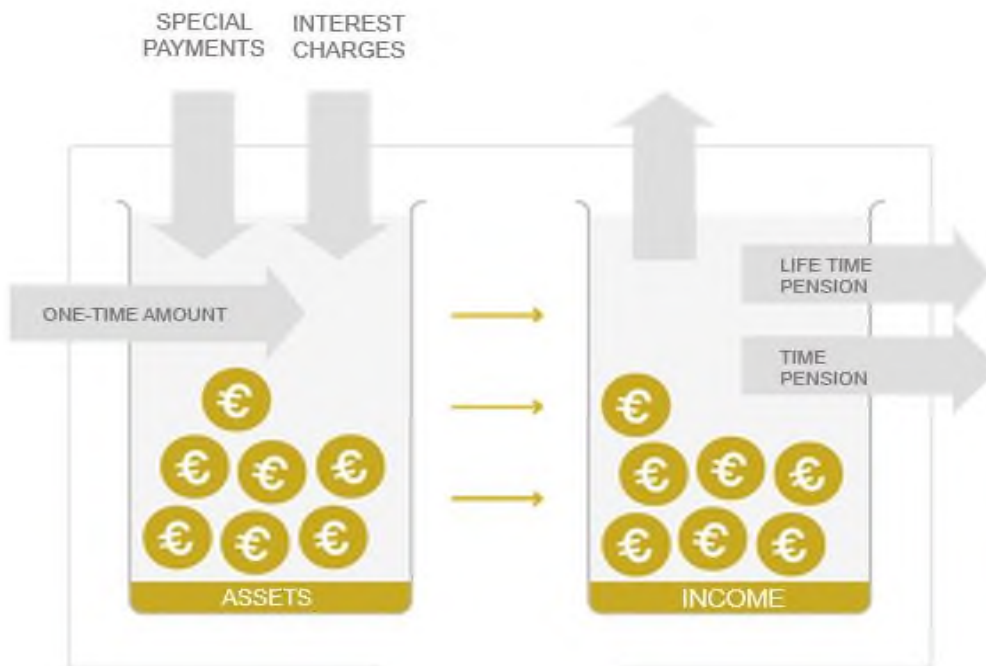 SPECIAL
PAYMENTS
INTEREST
CHARGES
ONE-TIME AMOUNT
LIFE TIME
PENSION
TIME
PENSION
€
€
€ € €
€ € €
€
€ € €
€ € €
ASSETS
INCOME